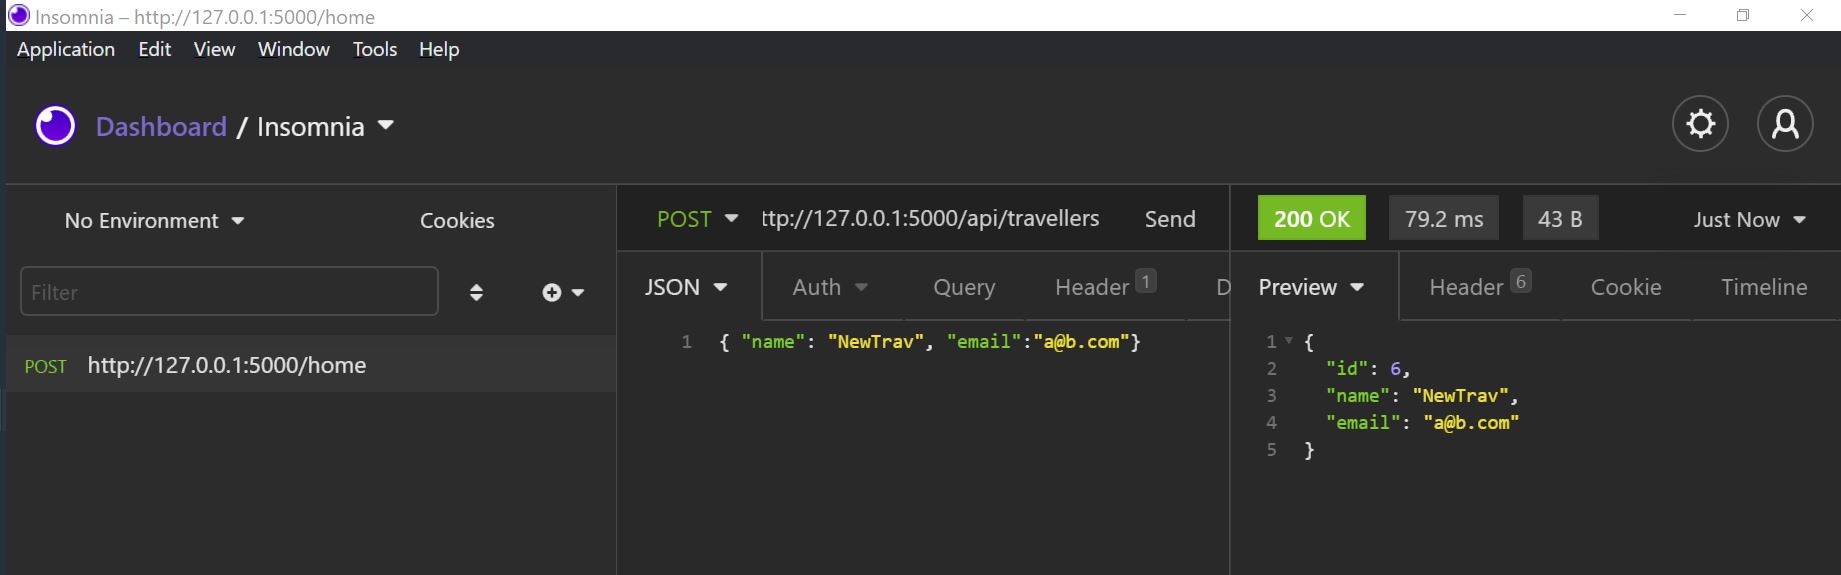 Insomnia – http://127.0.0.1:5000/home
Application Edit View Window Tools Help
Dashboard / Insomnia
No Environment Cookies
POST ttp://127.0.0.1:5000/api/travellers Send
200 OK 79.2 ms 43 B Just Now
Filter
JSON Auth Query Header 1 D
Preview Header 6 Cookie Timeline
POST http://127.0.0.1:5000/home
1 { "name": "NewTrav", "email":"a@b.com"}
1 {
2 "id": 6,
3 "name": "NewTrav",
4 "email": "a@b.com"
5 }